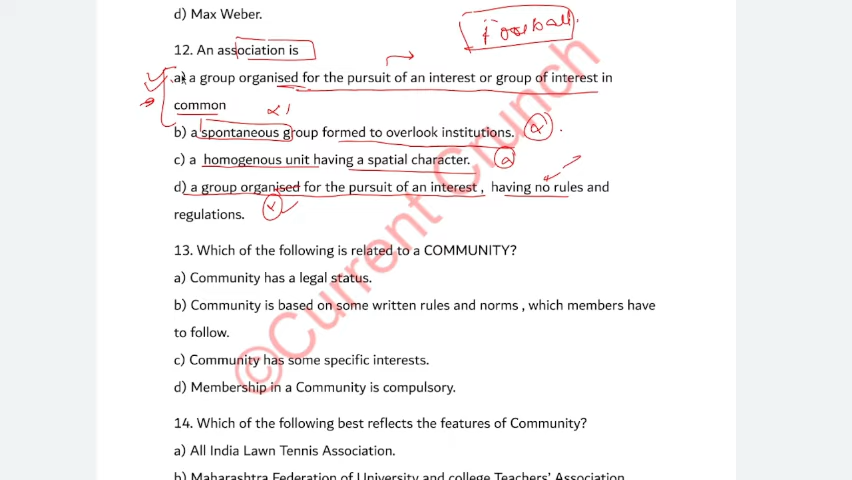 d) Max Weber.
Football.
12. An association is
a) a group organised for the pursuit of an interest or group of interest in
common
b) a spontaneous group formed to overlook institutions.
c) a homogenous unit having a spatial character.
d) a group organised for the pursuit of an interest , having no rules and
regulations.
13. Which of the following is related to a COMMUNITY?
a) Community has a legal status.
b) Community is based on some written rules and norms , which members have
to follow.
c) Community has some specific interests.
d) Membership in a Community is compulsory.
14. Which of the following best reflects the features of Community?
a) All India Lawn Tennis Association.
b) Maharashtra Federation of University and college Teachers' Association
©Current Crunch